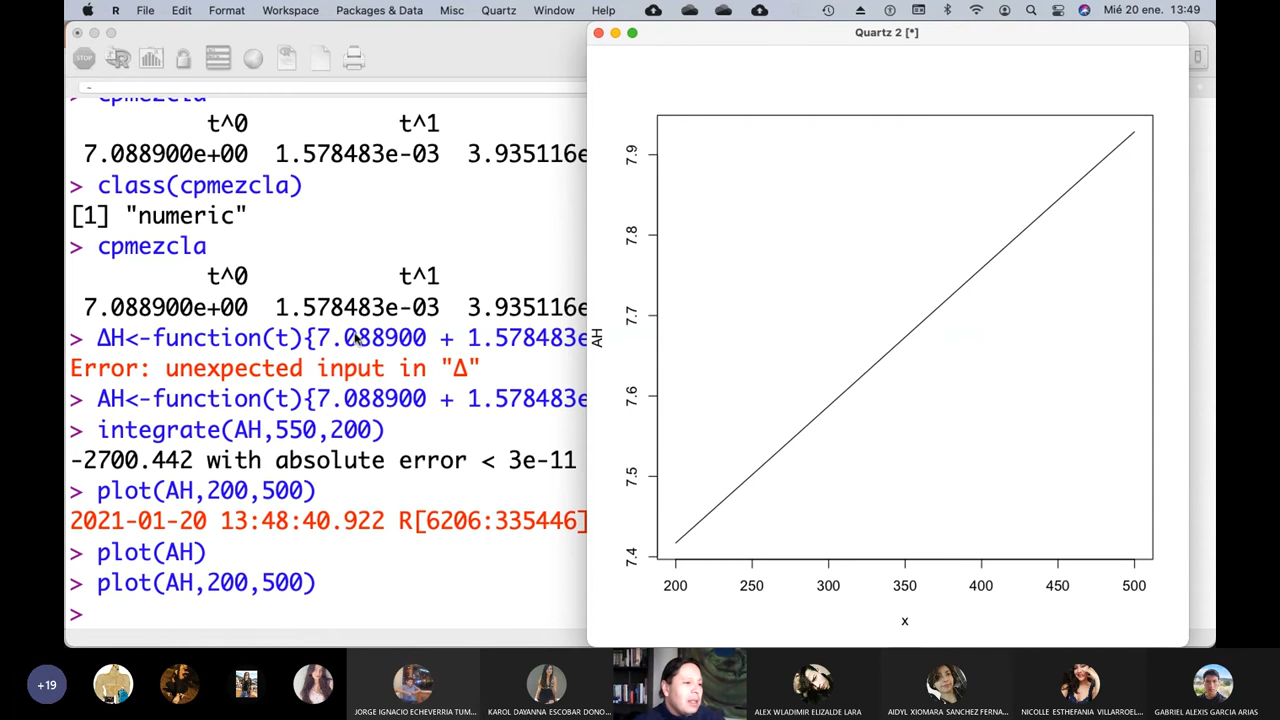 R File Edit Format Workspace Packages & Data Misc Quartz Window Help Mié 20 ene. 13:49
Quartz 2 [*]
STOP
~
> cpmezcla
t^0 t^1
7.088900e+00 1.578483e-03 3.935116e
> class(cpmezcla)
[1] "numeric"
> cpmezcla
t^0 t^1
7.088900e+00 1.578483e-03 3.935116e
> ΔH<-function(t){7.088900 + 1.578483e
Error: unexpected input in "Δ"
> AH<-function(t){7.088900 + 1.578483e
> integrate(AH,550,200)
-2700.442 with absolute error < 3e-11
> plot(AH,200,500)
2021-01-20 13:48:40.922 R[6206:335446]
> plot(AH)
> plot(AH,200,500)
>
AH
7.9
7.8
7.7
7.6
7.5
7.4
200 250 300 350 400 450 500
x
+19
JORGE IGNACIO ECHEVERRIA TUM...
KAROL DAYANNA ESCOBAR DONO...
ALEX WLADIMIR ELIZALDE LARA
AIDYL XIOMARA SANCHEZ FERNA...
NICOLLE ESTHEFANIA VILLARROEL...
GABRIEL ALEXIS GARCIA ARIAS